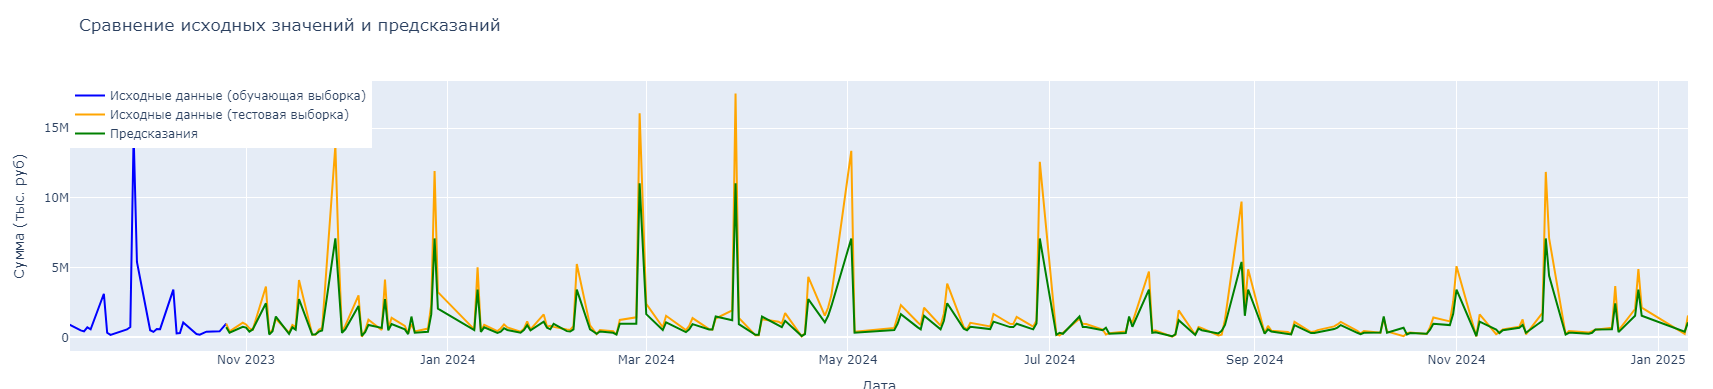 Сравнение исходных значений и предсказаний
Исходные данные (обучающая выборка)
Исходные данные (тестовая выборка)
Предсказания
Сумма (тыс. руб)
15M
10M
5M
0
Nov 2023
Jan 2024
Mar 2024
May 2024
Jul 2024
Sep 2024
Nov 2024
Jan 2025
Дата